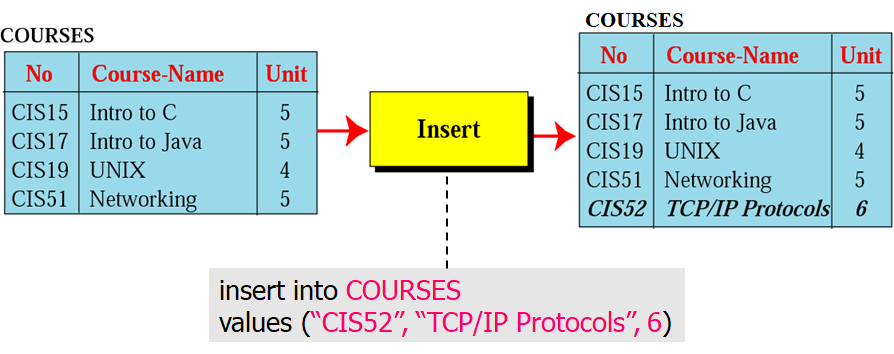 COURSES
No Course-Name Unit
CIS15 Intro to C 5
CIS17 Intro to Java 5
CIS19 UNIX 4
CIS51 Networking 5
Insert
COURSES
No Course-Name Unit
CIS15 Intro to C 5
CIS17 Intro to Java 5
CIS19 UNIX 4
CIS51 Networking 5
CIS52 TCP/IP Protocols 6
insert into COURSES
values (“CIS52”, “TCP/IP Protocols”, 6)